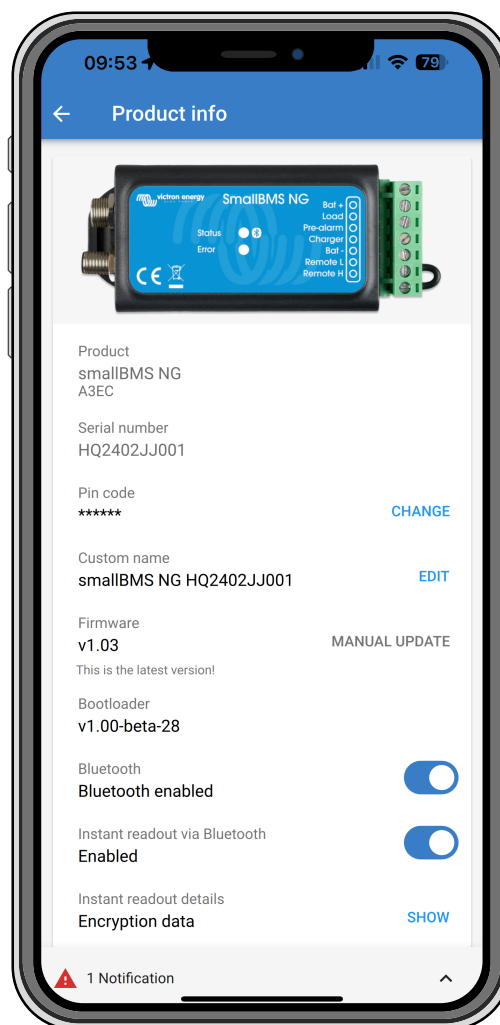 09:53
79
Product info
victron energy
SmallBMS NG
Bat +
Load
Pre-alarm
Charger
Bat -
Remote L
Remote H
Status
Error
CE
Product
smallBMS NG
A3EC
Serial number
HQ2402JJ001
Pin code
******
CHANGE
Custom name
smallBMS NG HQ2402JJ001
EDIT
Firmware
v1.03
MANUAL UPDATE
This is the latest version!
Bootloader
v1.00-beta-28
Bluetooth
Bluetooth enabled
Instant readout via Bluetooth
Enabled
Instant readout details
Encryption data
SHOW
1 Notification